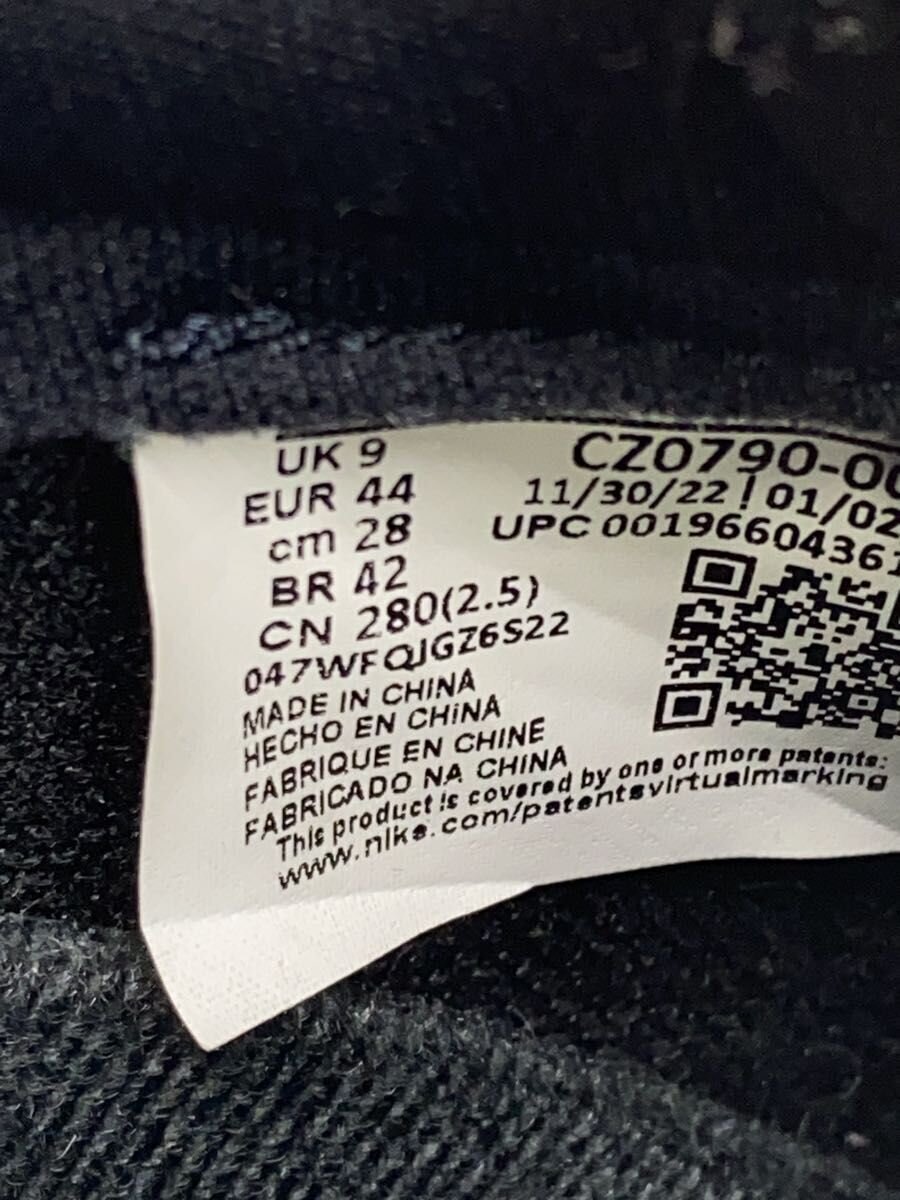 UK 9
EUR 44
cm 28
BR 42
CN 280(2.5)
047WFQJGZ6S22
MADE IN CHINA
HECHO EN CHINA
FABRIQUE EN CHINE
FABRICADO NA CHINA
This product is covered by one or more patents:
www.nike.com/patentsvirtualmarking
CZ0790-00
11/30/22 ! 01/02
UPC 00196604361